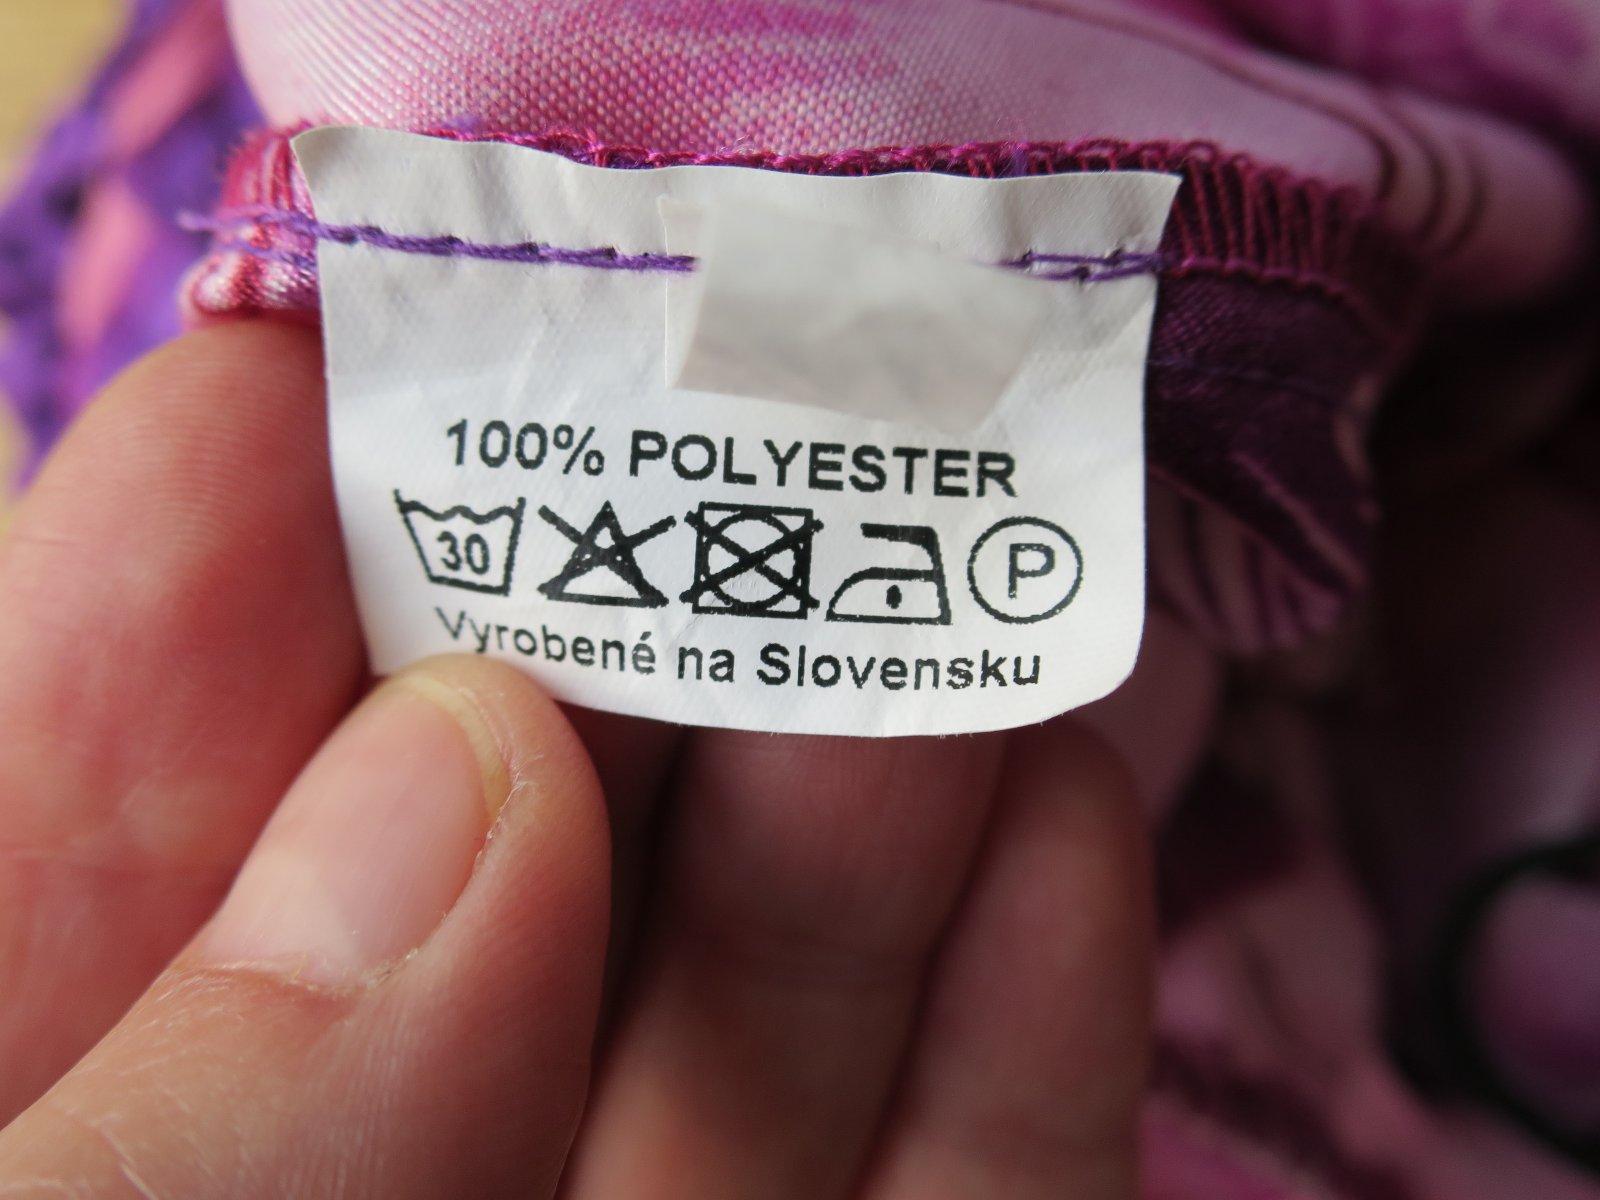 100% POLYESTER
30 P
Vyrobené na Slovensku